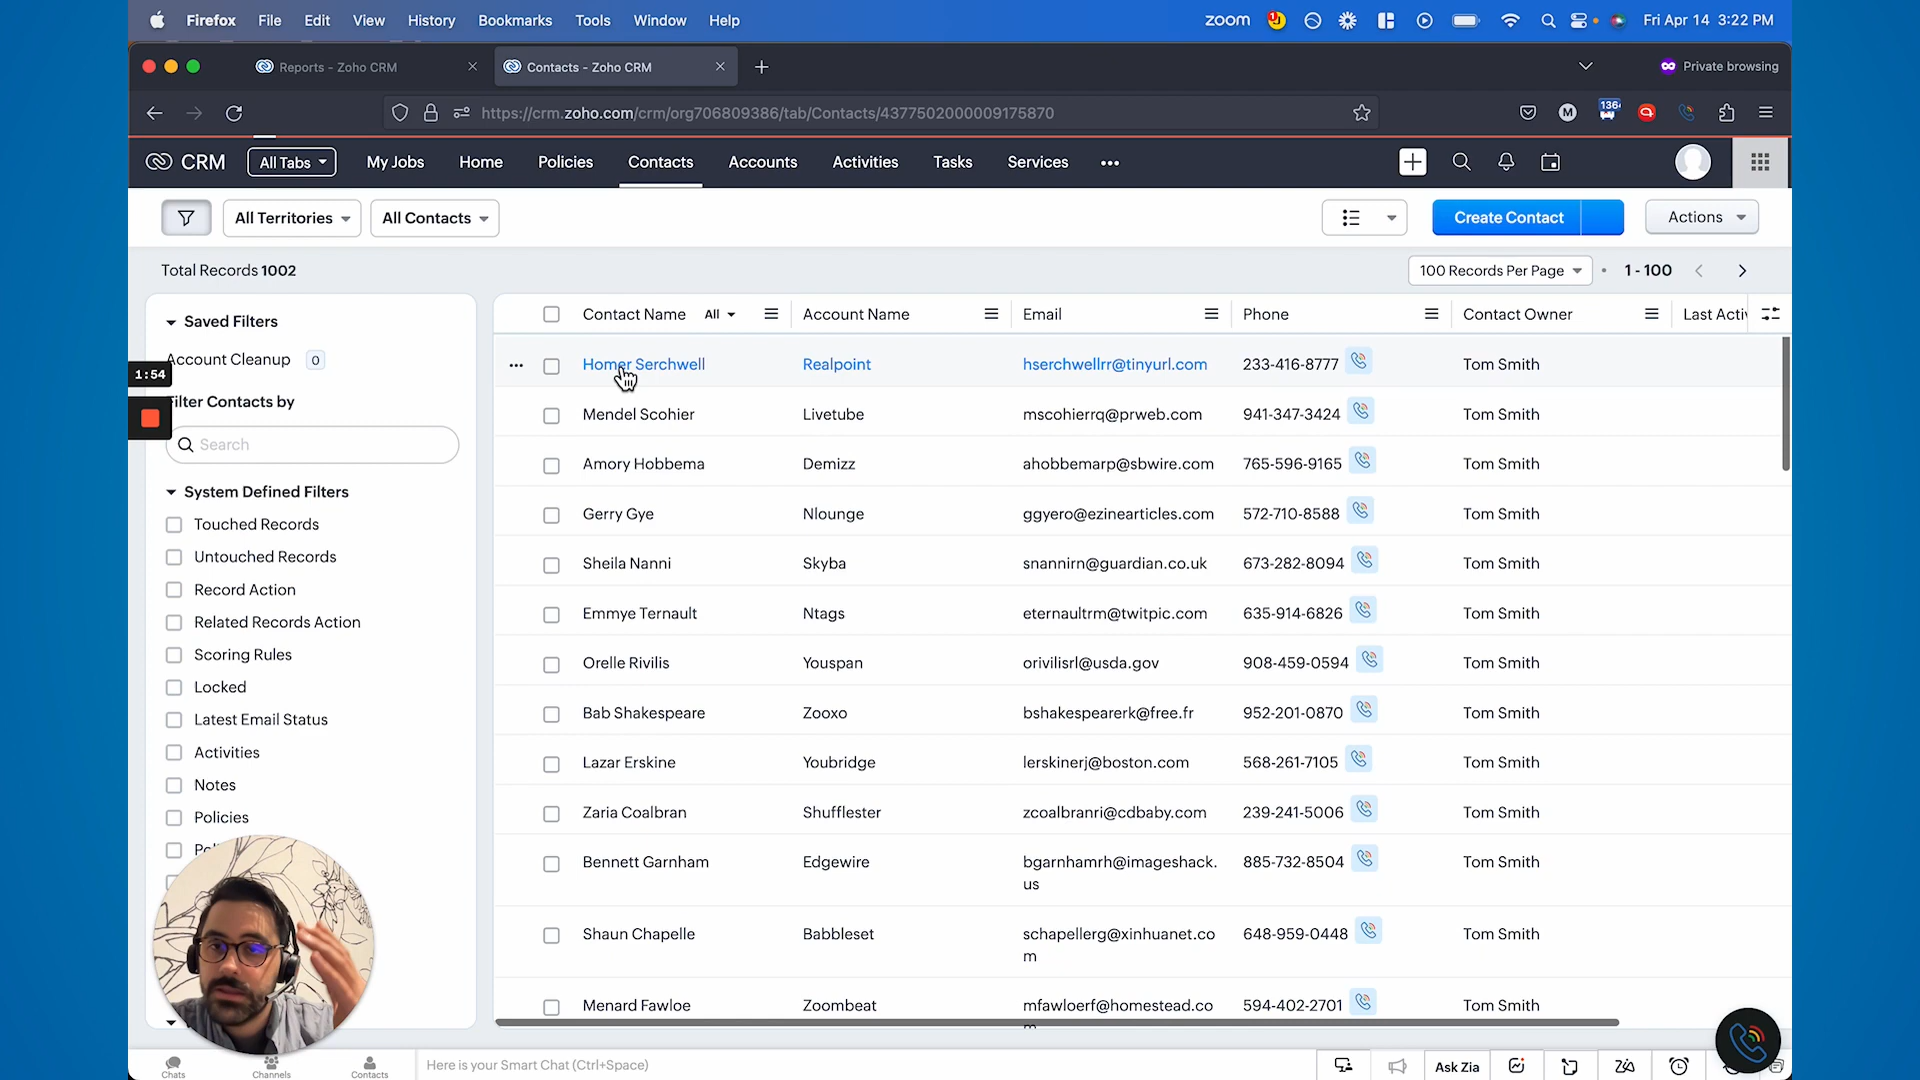 Firefox File Edit View History Bookmarks Tools Window Help
zoom 1 Fri Apr 14 3:22 PM
Reports - Zoho CRM
Contacts - Zoho CRM
Private browsing
https://crm.zoho.com/crm/org706809386/tab/Contacts/4377502000009175870
M 136
CRM All Tabs My Jobs Home Policies Contacts Accounts Activities Tasks Services
All Territories All Contacts Create Contact Actions
Total Records 1002 100 Records Per Page 1 - 100
Saved Filters
Account Cleanup 0
1:54
Filter Contacts by
Search
System Defined Filters
Touched Records
Untouched Records
Record Action
Related Records Action
Scoring Rules
Locked
Latest Email Status
Activities
Notes
Policies
Contact Name All Account Name Email Phone Contact Owner Last Activ
Homer Serchwell Realpoint hserchwellrr@tinyurl.com 233-416-8777 Tom Smith
Mendel Scohier Livetube mscohierrq@prweb.com 941-347-3424 Tom Smith
Amory Hobbema Demizz ahobbemarp@sbwire.com 765-596-9165 Tom Smith
Gerry Gye Nlounge ggyero@ezinearticles.com 572-710-8588 Tom Smith
Sheila Nanni Skyba snannirn@guardian.co.uk 673-282-8094 Tom Smith
Emmye Ternault Ntags eternaultrm@twitpic.com 635-914-6826 Tom Smith
Orelle Rivilis Youspan orivilisrl@usda.gov 908-459-0594 Tom Smith
Bab Shakespeare Zooxo bshakespearerk@free.fr 952-201-0870 Tom Smith
Lazar Erskine Youbridge lerskinerj@boston.com 568-261-7105 Tom Smith
Zaria Coalbran Shufflester zcoalbranri@cdbaby.com 239-241-5006 Tom Smith
Bennett Garnham Edgewire bgarnhamrh@imageshack. 885-732-8504 Tom Smith
us
Shaun Chapelle Babbleset schapellerg@xinhuanet.co 648-959-0448 Tom Smith
m
Menard Fawloe Zoombeat mfawloerf@homestead.co 594-402-2701 Tom Smith
Chats Channels Contacts
Here is your Smart Chat (Ctrl+Space)
Ask Zia